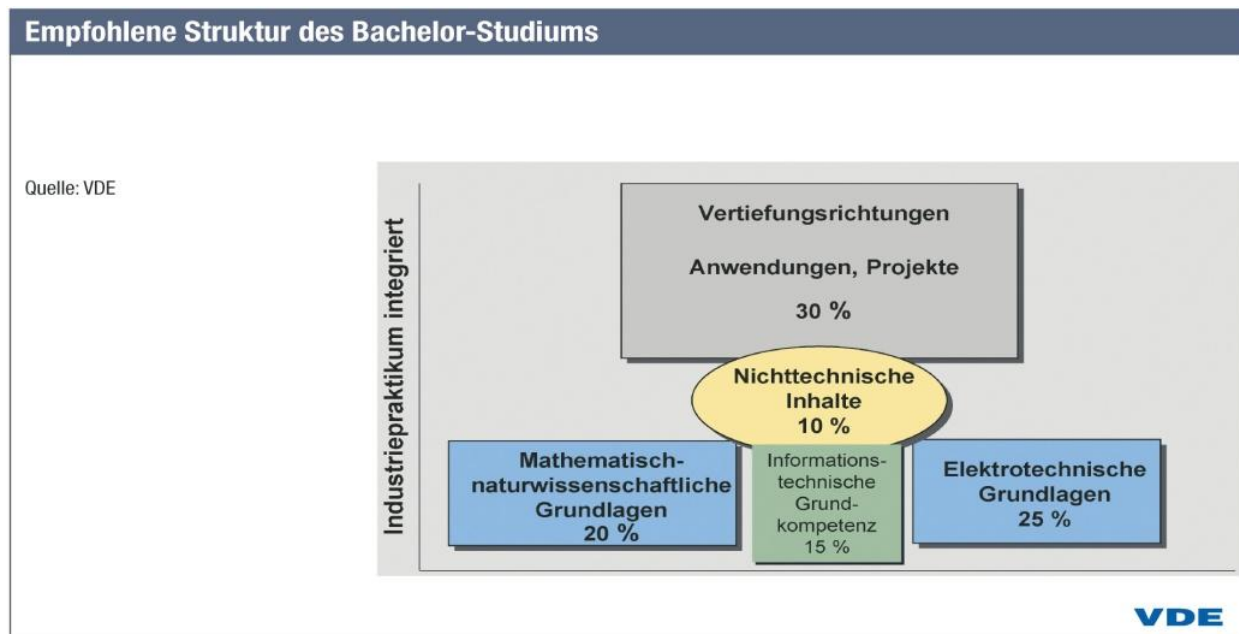 Empfohlene Struktur des Bachelor-Studiums
Quelle: VDE
Industriepraktikum integriert
Vertiefungsrichtungen
Anwendungen, Projekte
30 %
Nichttechnische
Inhalte
10 %
Mathematisch-
naturwissenschaftliche
Grundlagen
20 %
Informations-
technische
Grund-
kompetenz
15 %
Elektrotechnische
Grundlagen
25 %
VDE